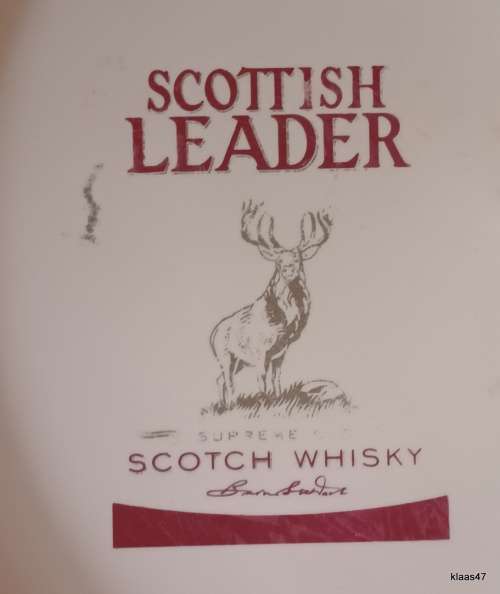 SCOTTISH
LEADER
SUPREME
SCOTCH WHISKY
klaas47